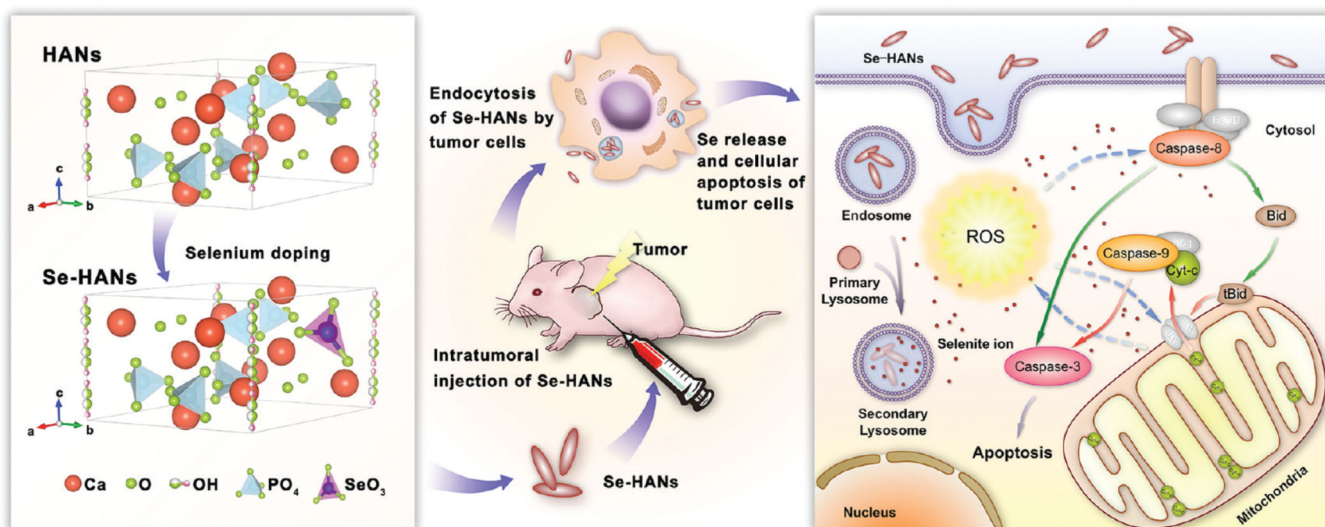 HANs
c
a
b
Selenium doping
Se-HANs
c
a
b
Ca
O
OH
PO₄
SeO₃
Endocytosis
of Se-HANs by
tumor cells
Se release
and cellular
apoptosis of
tumor cells
Tumor
Intratumoral
injection of Se-HANs
Se-HANs
Se-HANs
Cytosol
Caspase-8
Endosome
ROS
Bid
Caspase-9
Cyt-c
Primary
Lysosome
tBid
Selenite ion
Caspase-3
Secondary
Lysosome
Apoptosis
Nucleus
Mitochondria